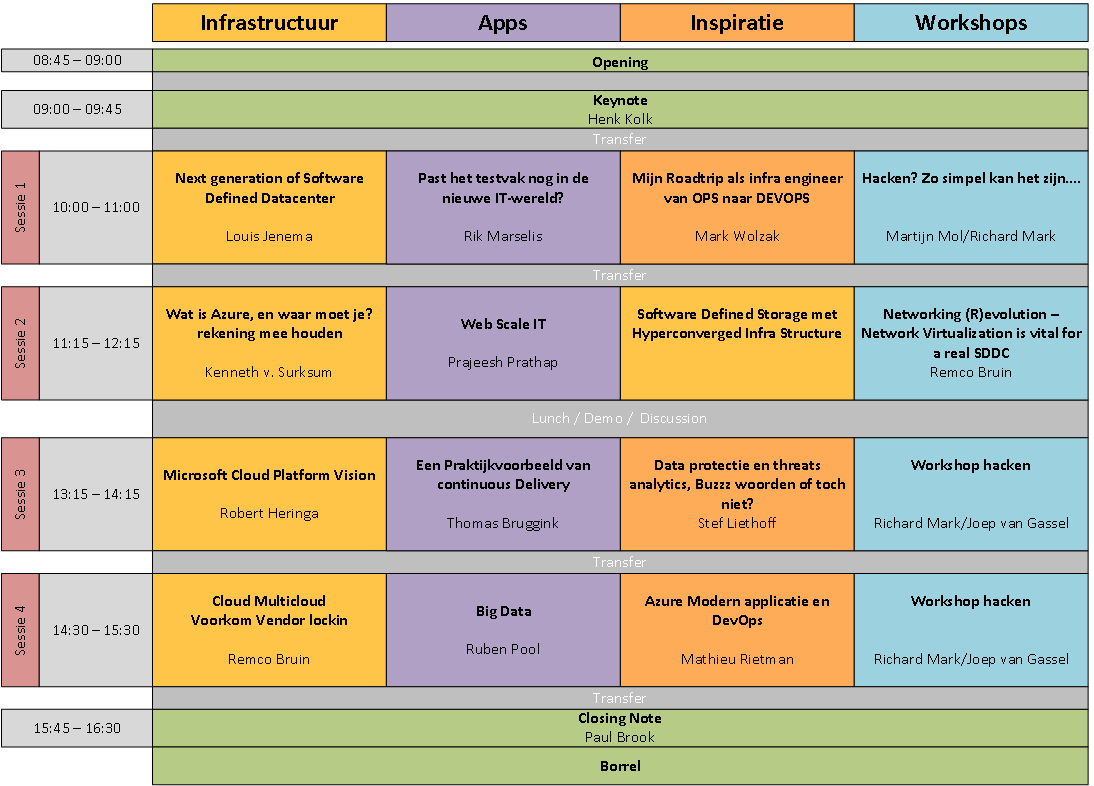 Infrastructuur
Apps
Inspiratie
Workshops
08:45 – 09:00
Opening
09:00 – 09:45
Keynote
Henk Kolk
Transfer
Sessie 1
10:00 – 11:00
Next generation of Software
Defined Datacenter
Louis Jenema
Past het testvak nog in de
nieuwe IT-wereld?
Rik Marselis
Mijn Roadtrip als infra engineer
van OPS naar DEVOPS
Mark Wolzak
Hacken? Zo simpel kan het zijn....
Martijn Mol/Richard Mark
Transfer
Sessie 2
11:15 – 12:15
Wat is Azure, en waar moet je?
rekening mee houden
Kenneth v. Surksum
Web Scale IT
Prajeesh Prathap
Software Defined Storage met
Hyperconverged Infra Structure
Networking (R)evolution –
Network Virtualization is vital for
a real SDDC
Remco Bruin
Lunch / Demo / Discussion
Sessie 3
13:15 – 14:15
Microsoft Cloud Platform Vision
Robert Heringa
Een Praktijkvoorbeeld van
continuous Delivery
Thomas Bruggink
Data protectie en threats
analytics, Buzzz woorden of toch
niet?
Stef Liethoff
Workshop hacken
Richard Mark/Joep van Gassel
Transfer
Sessie 4
14:30 – 15:30
Cloud Multicloud
Voorkom Vendor lockin
Remco Bruin
Big Data
Ruben Pool
Azure Modern applicatie en
DevOps
Mathieu Rietman
Workshop hacken
Richard Mark/Joep van Gassel
Transfer
15:45 – 16:30
Closing Note
Paul Brook
Borrel